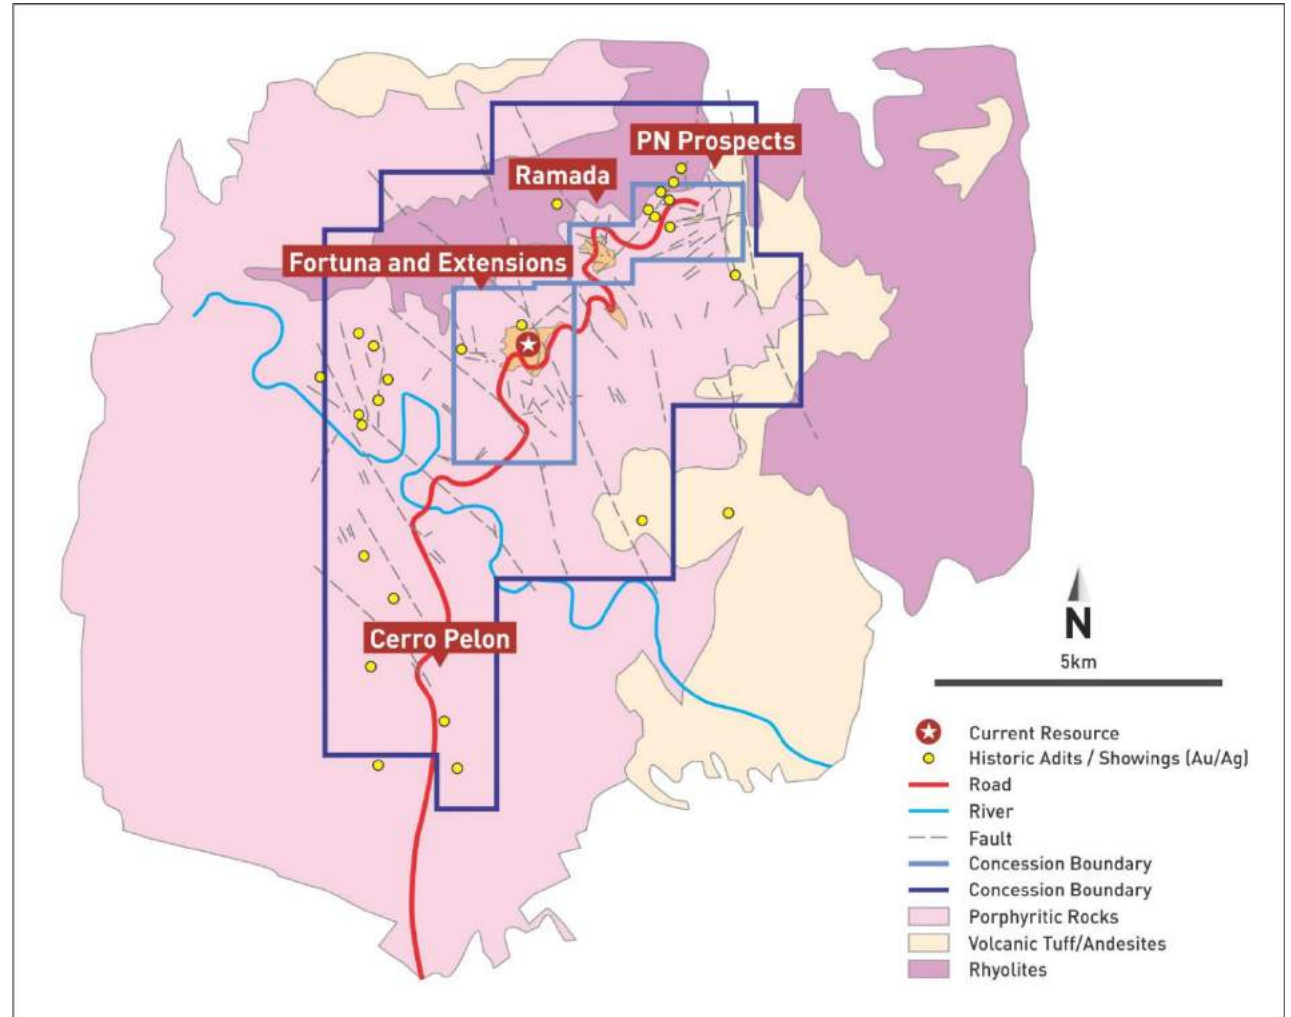 PN Prospects
Ramada
Fortuna and Extensions
Cerro Pelon
N
5km
Current Resource
Historic Adits / Showings (Au/Ag)
Road
River
Fault
Concession Boundary
Concession Boundary
Porphyritic Rocks
Volcanic Tuff/Andesites
Rhyolites